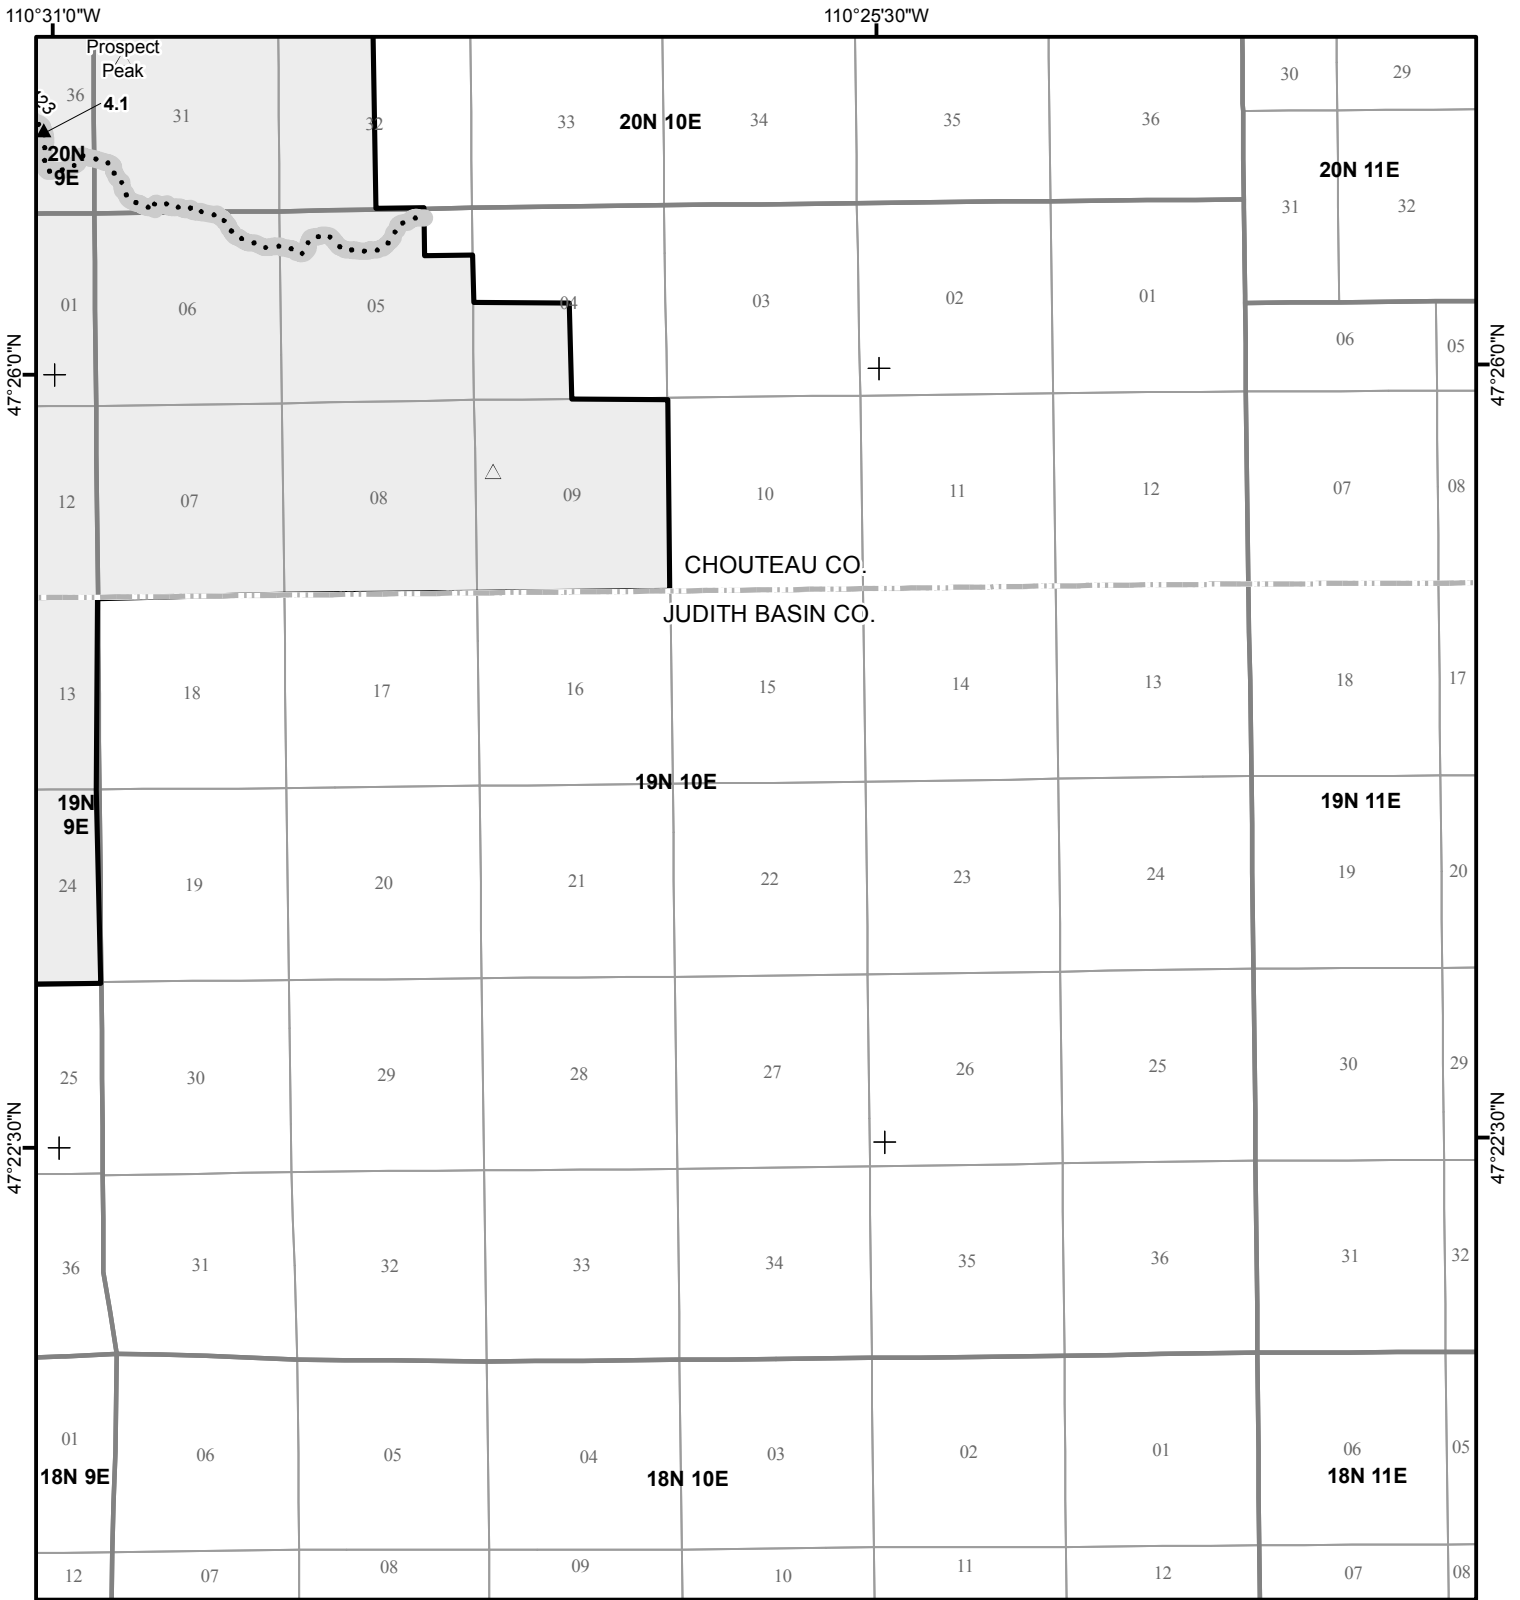 110°31'0"W 110°25'30"W
Prospect
Peak
30 29
36 4.1 31 32 33 20N 10E 34 35 36
23
20N
9E
20N 11E
31 32
01 06 05 04 03 02 01
06 05
47°26'0"N 47°26'0"N
12 07 08 09 10 11 12 07 08
CHOUTEAU CO.
JUDITH BASIN CO.
13 18 17 16 15 14 13 18 17
19N 10E
19N
9E
19N 11E
24 19 20 21 22 23 24 19 20
25 30 29 28 27 26 25 30 29
47°22'30"N 47°22'30"N
36 31 32 33 34 35 36 31 32
01 06 05 04 03 02 01 06 05
18N 9E 18N 10E 18N 11E
12 07 08 09 10 11 12 07 08